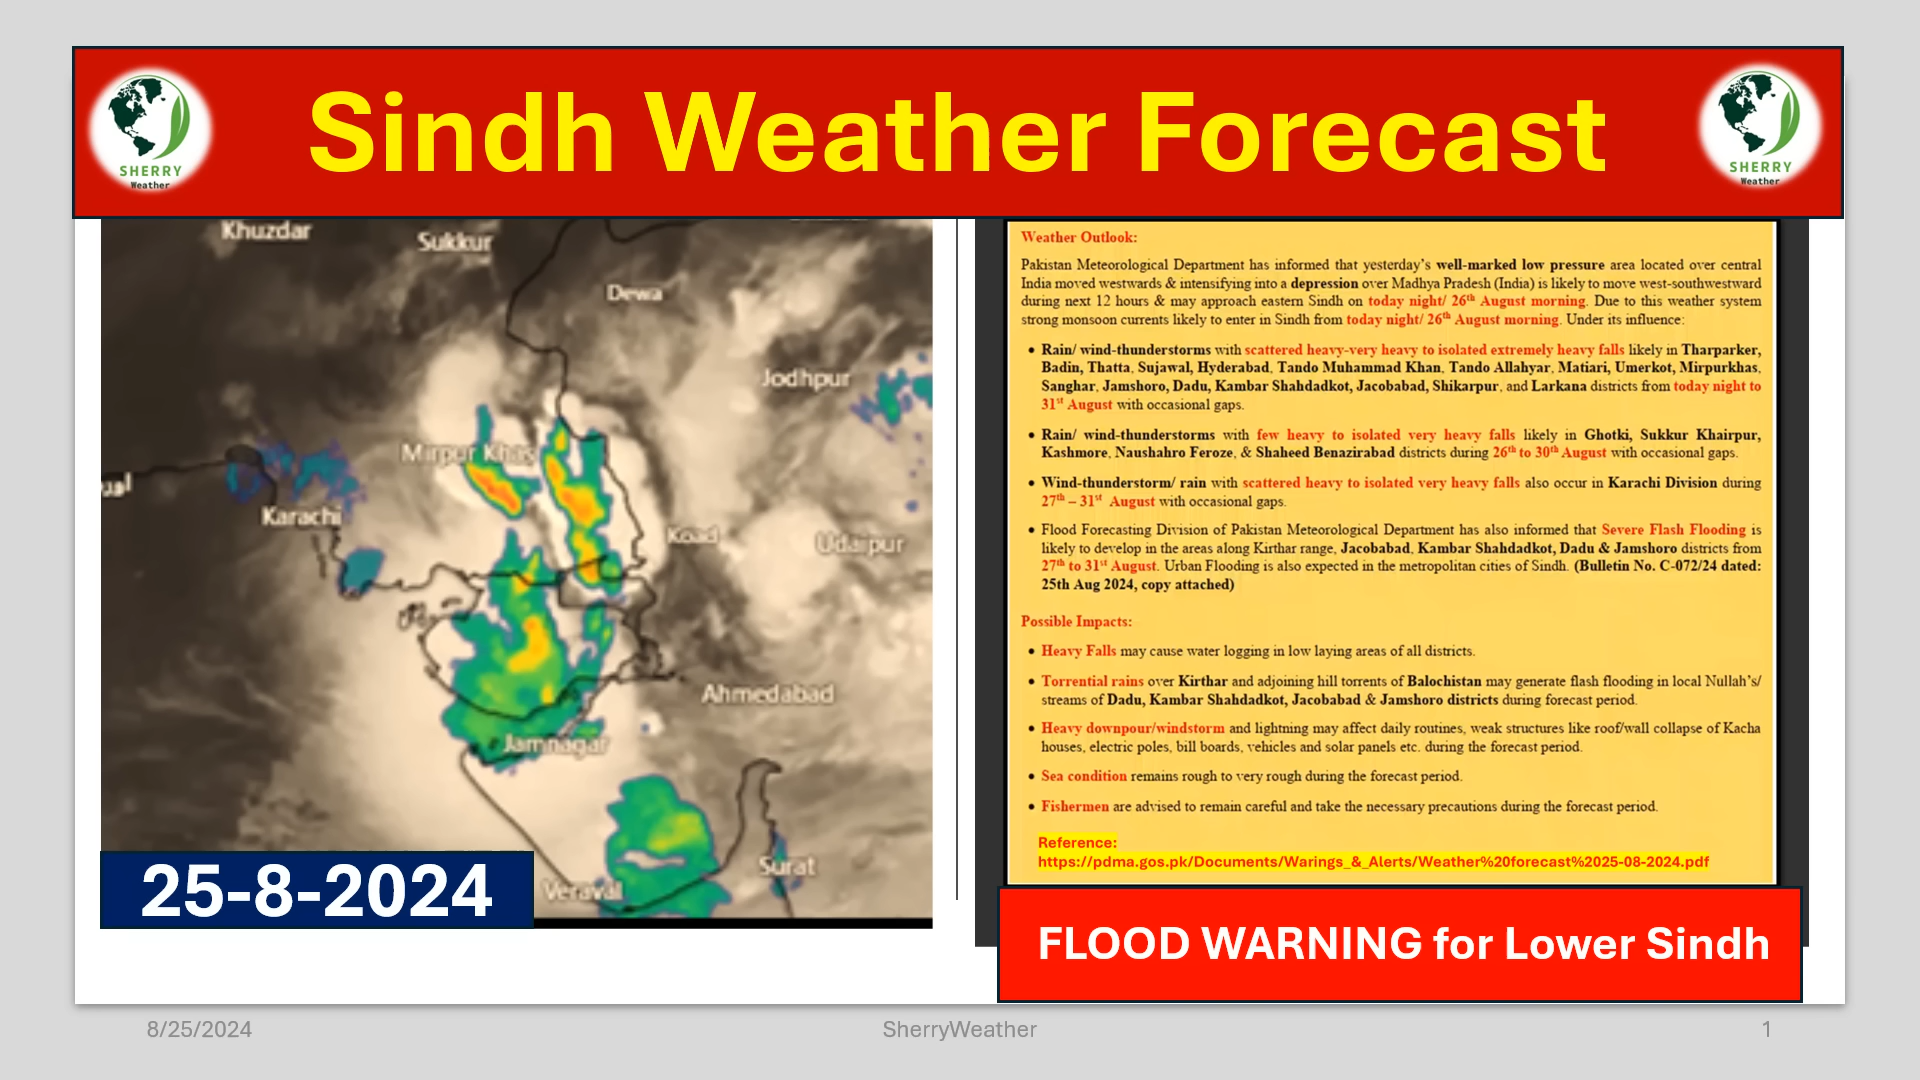 Sindh Weather Forecast
SHERRY
Weather
SHERRY
Weather
Khuzdar
Sukkur
Dewa
Jodhpur
Mirpur Khas
Karachi
Koad
Udaipur
Ahmedabad
Jamnagar
Surat
Veraval
25-8-2024
Weather Outlook:
Pakistan Meteorological Department has informed that yesterday's well-marked low pressure area located over central
India moved westwards & intensifying into a depression over Madhya Pradesh (India) is likely to move west-southwestward
during next 12 hours & may approach eastern Sindh on today night/ 26th August morning. Due to this weather system
strong monsoon currents likely to enter in Sindh from today night/ 26th August morning. Under its influence:
• Rain/ wind-thunderstorms with scattered heavy-very heavy to isolated extremely heavy falls likely in Tharparker,
Badin, Thatta, Sujawal, Hyderabad, Tando Muhammad Khan, Tando Allahyar, Matiari, Umerkot, Mirpurkhas,
Sanghar, Jamshoro, Dadu, Kambar Shahdadkot, Jacobabad, Shikarpur, and Larkana districts from today night to
31st August with occasional gaps.
• Rain/ wind-thunderstorms with few heavy to isolated very heavy falls likely in Ghotki, Sukkur Khairpur,
Kashmore, Naushahro Feroze, & Shaheed Benazirabad districts during 26th to 30th August with occasional gaps.
• Wind-thunderstorm/ rain with scattered heavy to isolated very heavy falls also occur in Karachi Division during
27th – 31st August with occasional gaps.
• Flood Forecasting Division of Pakistan Meteorological Department has also informed that Severe Flash Flooding is
likely to develop in the areas along Kirthar range, Jacobabad, Kambar Shahdadkot, Dadu & Jamshoro districts from
27th to 31st August. Urban Flooding is also expected in the metropolitan cities of Sindh. (Bulletin No. C-072/24 dated:
25th Aug 2024, copy attached)
Possible Impacts:
• Heavy Falls may cause water logging in low laying areas of all districts.
• Torrential rains over Kirthar and adjoining hill torrents of Balochistan may generate flash flooding in local Nullah's/
streams of Dadu, Kambar Shahdadkot, Jacobabad & Jamshoro districts during forecast period.
• Heavy downpour/windstorm and lightning may affect daily routines, weak structures like roof/wall collapse of Kacha
houses, electric poles, bill boards, vehicles and solar panels etc. during the forecast period.
• Sea condition remains rough to very rough during the forecast period.
• Fishermen are advised to remain careful and take the necessary precautions during the forecast period.
Reference:
https://pdma.gos.pk/Documents/Warings_&_Alerts/Weather%20forecast%2025-08-2024.pdf
FLOOD WARNING for Lower Sindh
8/25/2024
SherryWeather
1